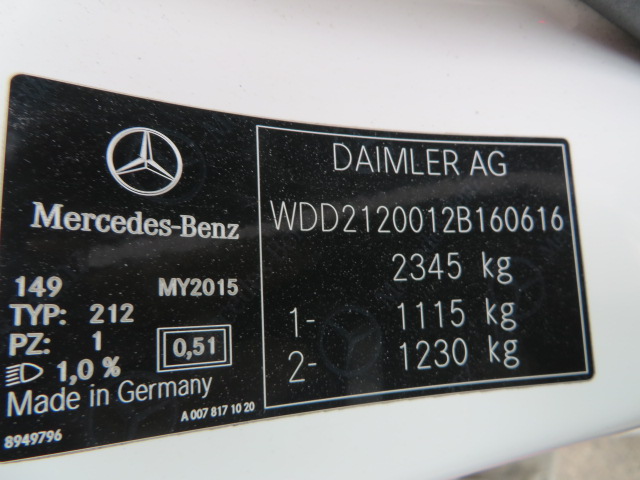 Mercedes-Benz
149 MY2015
TYP: 212
PZ: 1
1,0 %
0,51
Made in Germany
A 007 817 10 20
8949796
DAIMLER AG
WDD2120012B160616
2345 kg
1- 1115 kg
2- 1230 kg